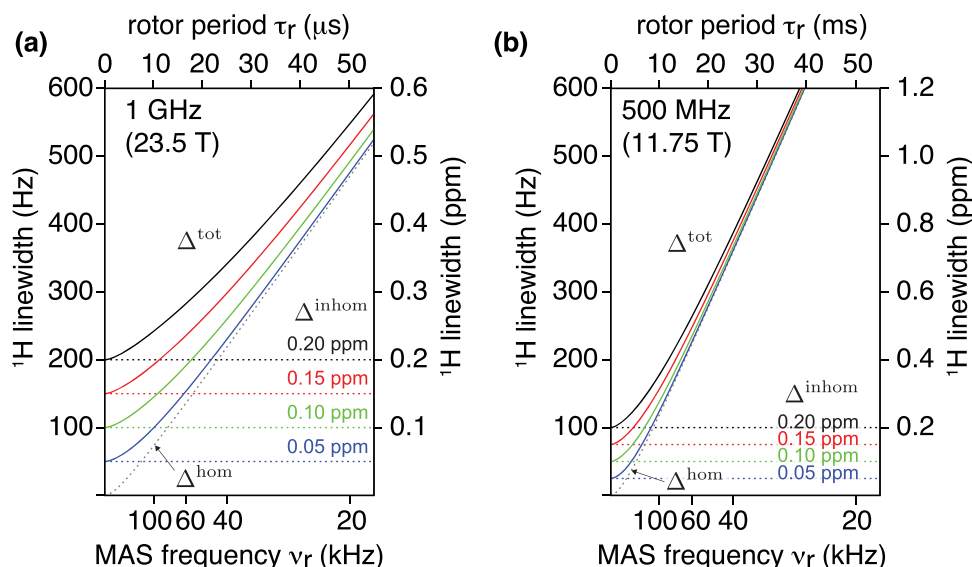 (a)
rotor period τr (μs)
0 10 20 30 40 50
600
500
400
300
200
100
¹H linewidth (Hz)
1 GHz
(23.5 T)
Δtot
Δinhom
0.20 ppm
0.15 ppm
0.10 ppm
0.05 ppm
Δhom
0.6
0.5
0.4
0.3
0.2
0.1
¹H linewidth (ppm)
100 60 40 20
MAS frequency νr (kHz)
(b)
rotor period τr (ms)
0 10 20 30 40 50
600
500
400
300
200
100
¹H linewidth (Hz)
500 MHz
(11.75 T)
Δtot
Δinhom
0.20 ppm
0.15 ppm
0.10 ppm
0.05 ppm
Δhom
1.2
1.0
0.8
0.6
0.4
0.2
¹H linewidth (ppm)
100 60 40 20
MAS frequency νr (kHz)